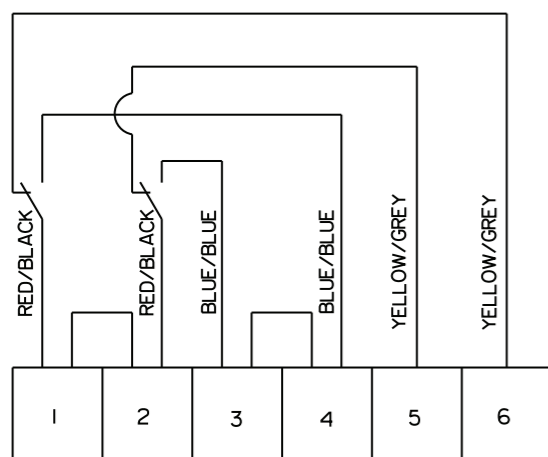 RED/BLACK
RED/BLACK
BLUE/BLUE
BLUE/BLUE
YELLOW/GREY
YELLOW/GREY
1
2
3
4
5
6